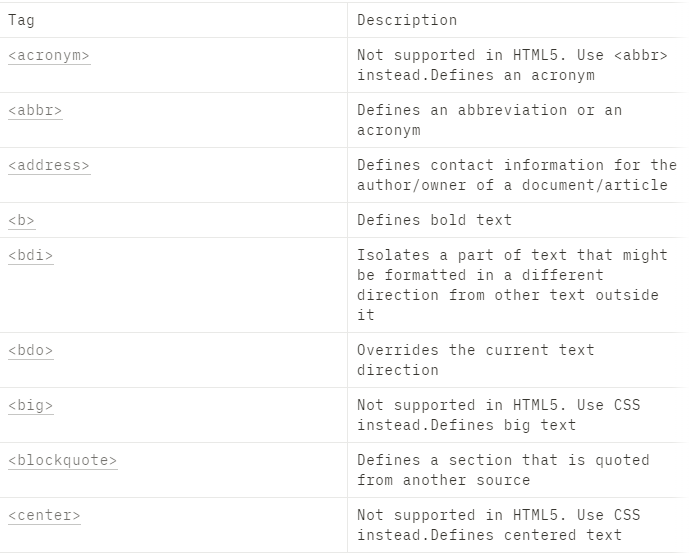 Tag Description
<acronym> Not supported in HTML5. Use <abbr>
instead.Defines an acronym
<abbr> Defines an abbreviation or an
acronym
<address> Defines contact information for the
author/owner of a document/article
<b> Defines bold text
<bdi> Isolates a part of text that might
be formatted in a different
direction from other text outside
it
<bdo> Overrides the current text
direction
<big> Not supported in HTML5. Use CSS
instead.Defines big text
<blockquote> Defines a section that is quoted
from another source
<center> Not supported in HTML5. Use CSS
instead.Defines centered text